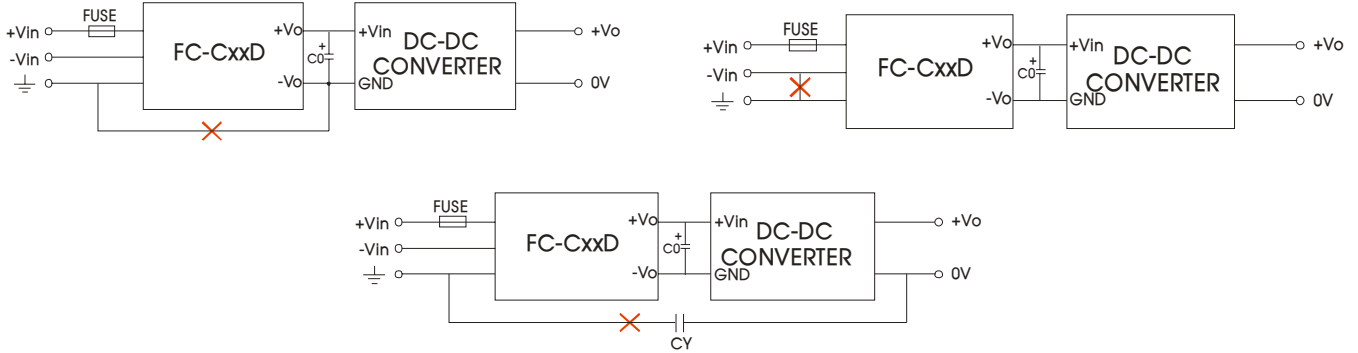 FUSE
+Vin
-Vin
FC-CxxD
+Vo
-Vo
+
C0
+Vin
GND
DC-DC
CONVERTER
+Vo
0V
FUSE
+Vin
-Vin
FC-CxxD
+Vo
-Vo
+
C0
+Vin
GND
DC-DC
CONVERTER
+Vo
0V
FUSE
+Vin
-Vin
FC-CxxD
+Vo
-Vo
+
C0
+Vin
GND
DC-DC
CONVERTER
+Vo
0V
CY